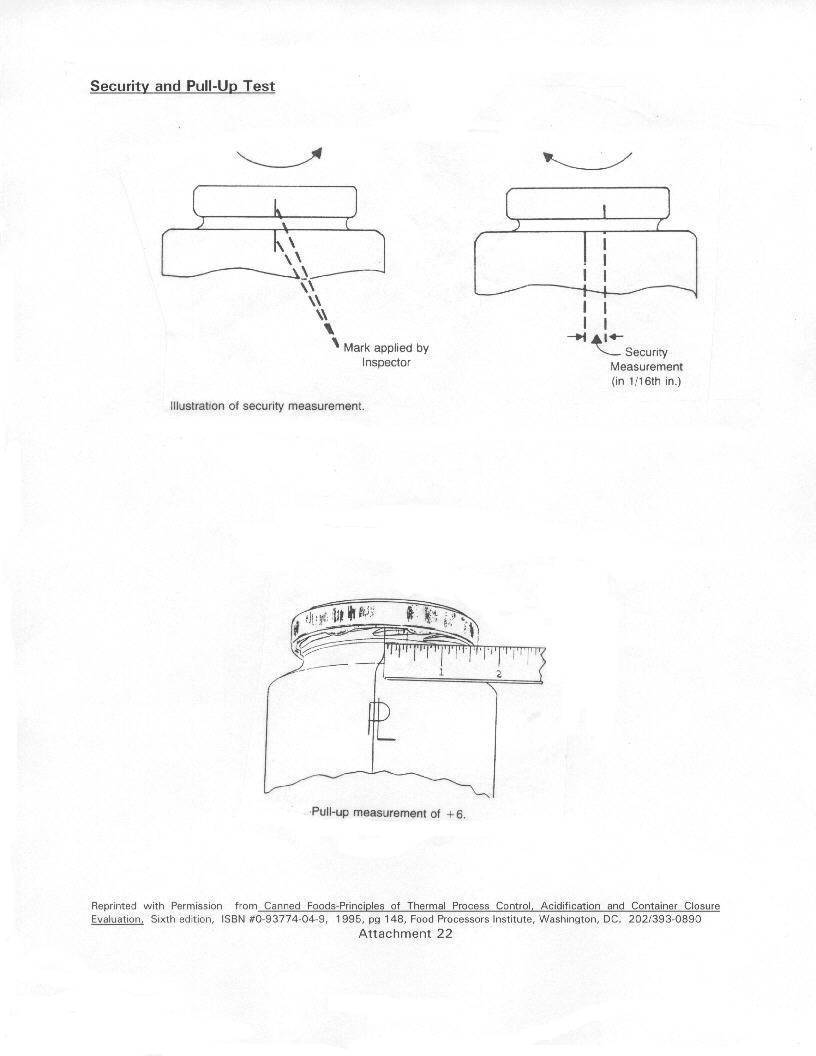 Security and Pull-Up Test
Mark applied by
Inspector
Security
Measurement
(in 1/16th in.)
Illustration of security measurement.
1
2
PL
Pull-up measurement of +6.
Reprinted with Permission from Canned Foods-Principles of Thermal Process Control, Acidification and Container Closure
Evaluation, Sixth edition, ISBN #0-93774-04-9, 1995, pg 148, Food Processors Institute, Washington, DC. 202/393-0890
Attachment 22